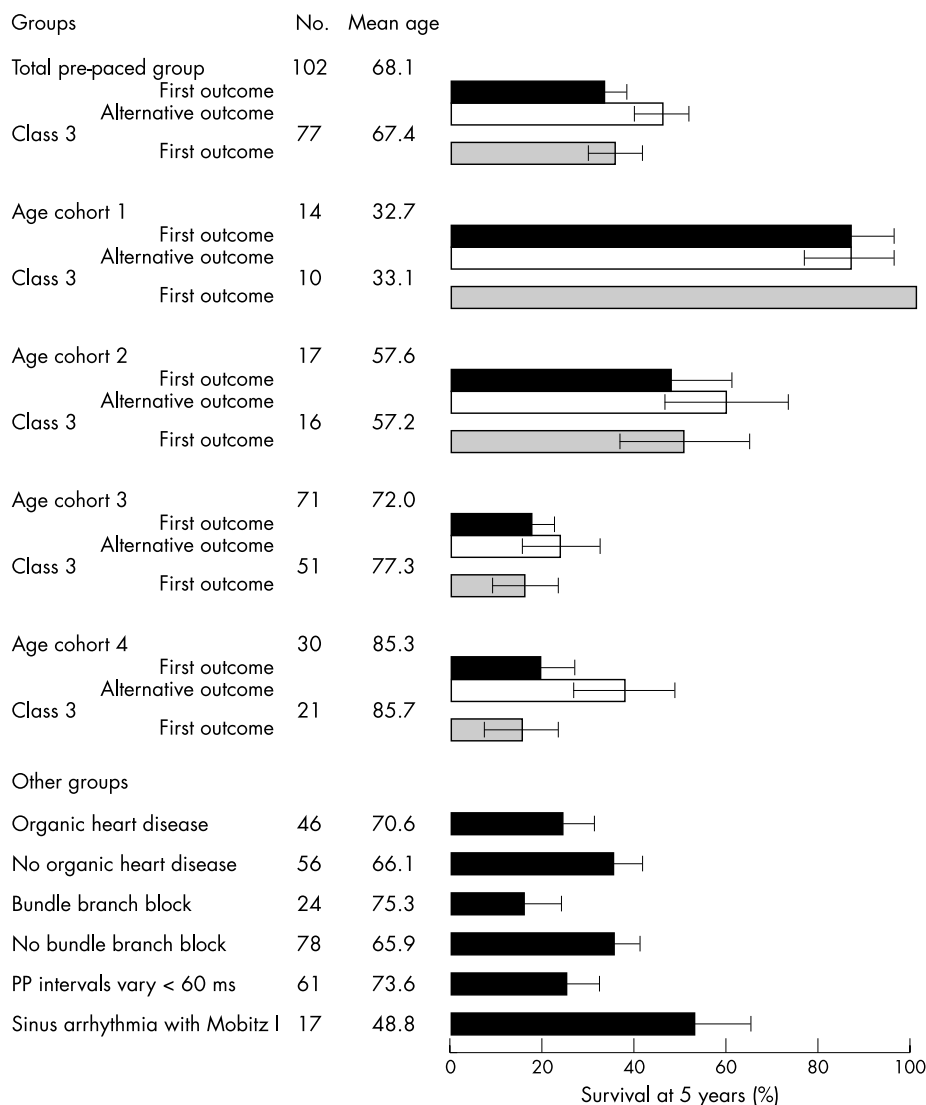 Groups No. Mean age
Total pre-paced group 102 68.1
First outcome
Alternative outcome
Class 3 77 67.4
First outcome
Age cohort 1 14 32.7
First outcome
Alternative outcome
Class 3 10 33.1
First outcome
Age cohort 2 17 57.6
First outcome
Alternative outcome
Class 3 16 57.2
First outcome
Age cohort 3 71 72.0
First outcome
Alternative outcome
Class 3 51 77.3
First outcome
Age cohort 4 30 85.3
First outcome
Alternative outcome
Class 3 21 85.7
First outcome
Other groups
Organic heart disease 46 70.6
No organic heart disease 56 66.1
Bundle branch block 24 75.3
No bundle branch block 78 65.9
PP intervals vary < 60 ms 61 73.6
Sinus arrhythmia with Mobitz I 17 48.8
0 20 40 60 80 100
Survival at 5 years (%)